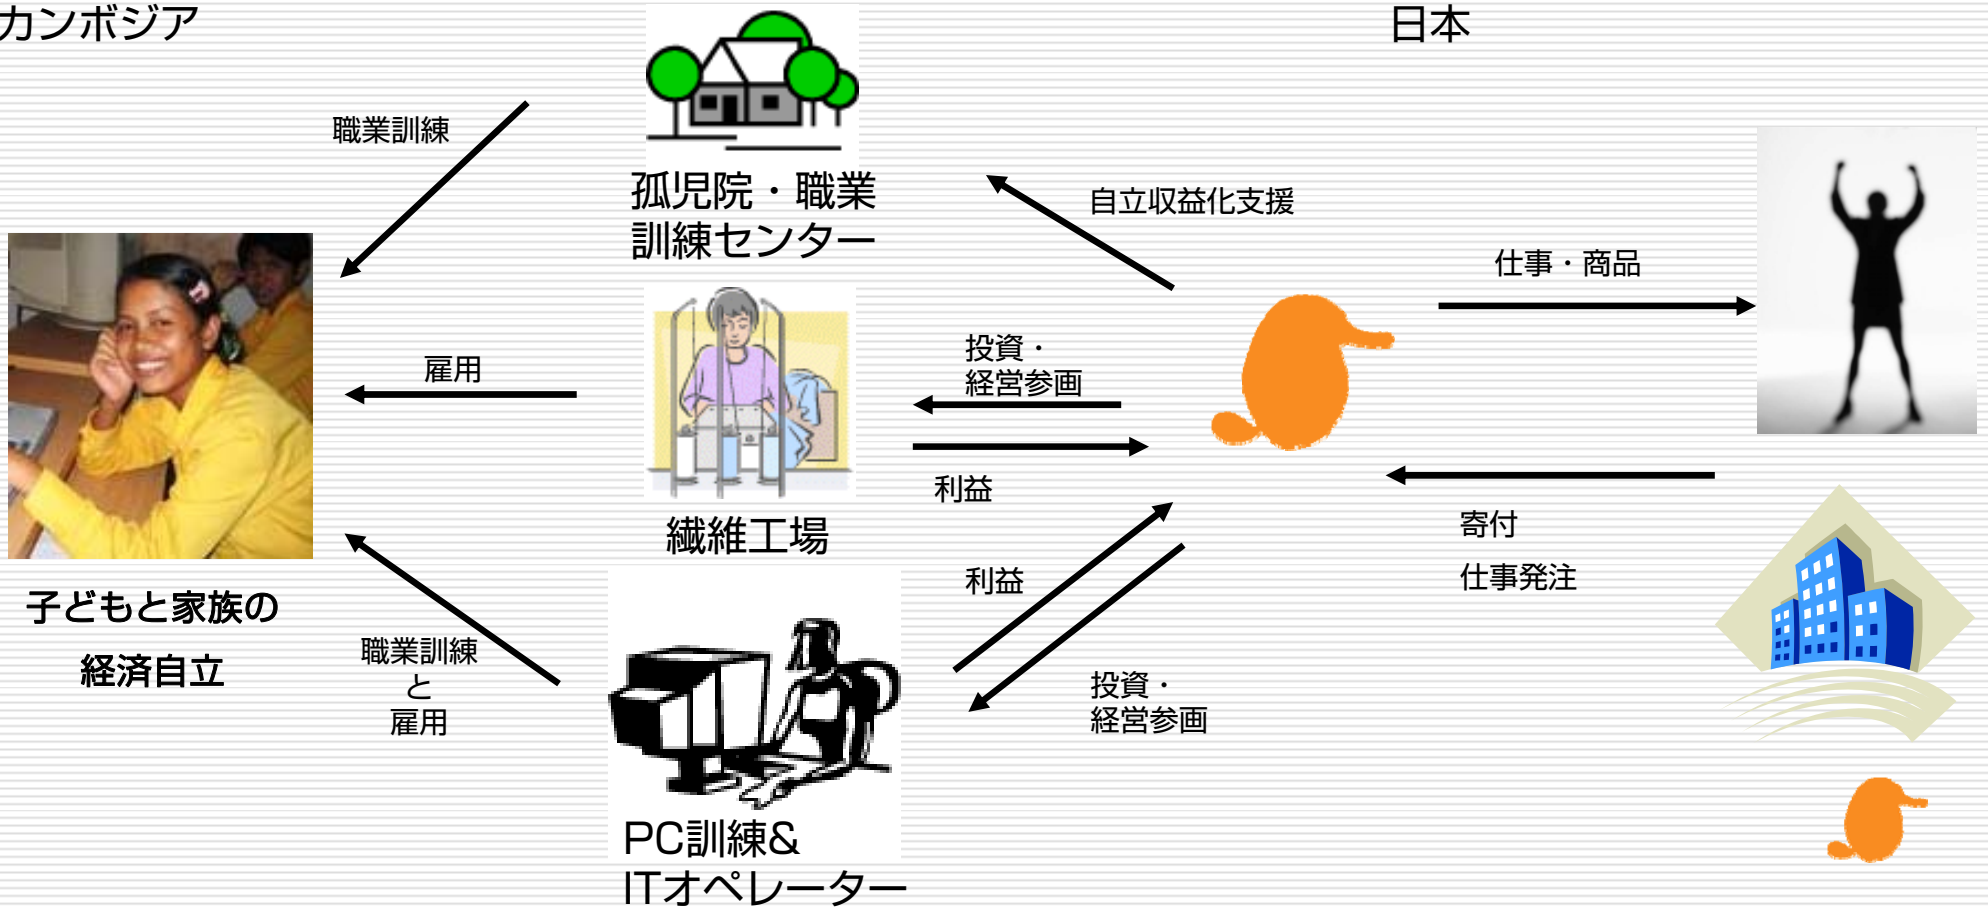 カンボジア
日本
職業訓練
孤児院・職業
訓練センター
自立収益化支援
仕事・商品
雇用
投資・
経営参画
利益
繊維工場
寄付
仕事発注
利益
子どもと家族の
経済自立
職業訓練
と
雇用
投資・
経営参画
PC訓練&
ITオペレーター